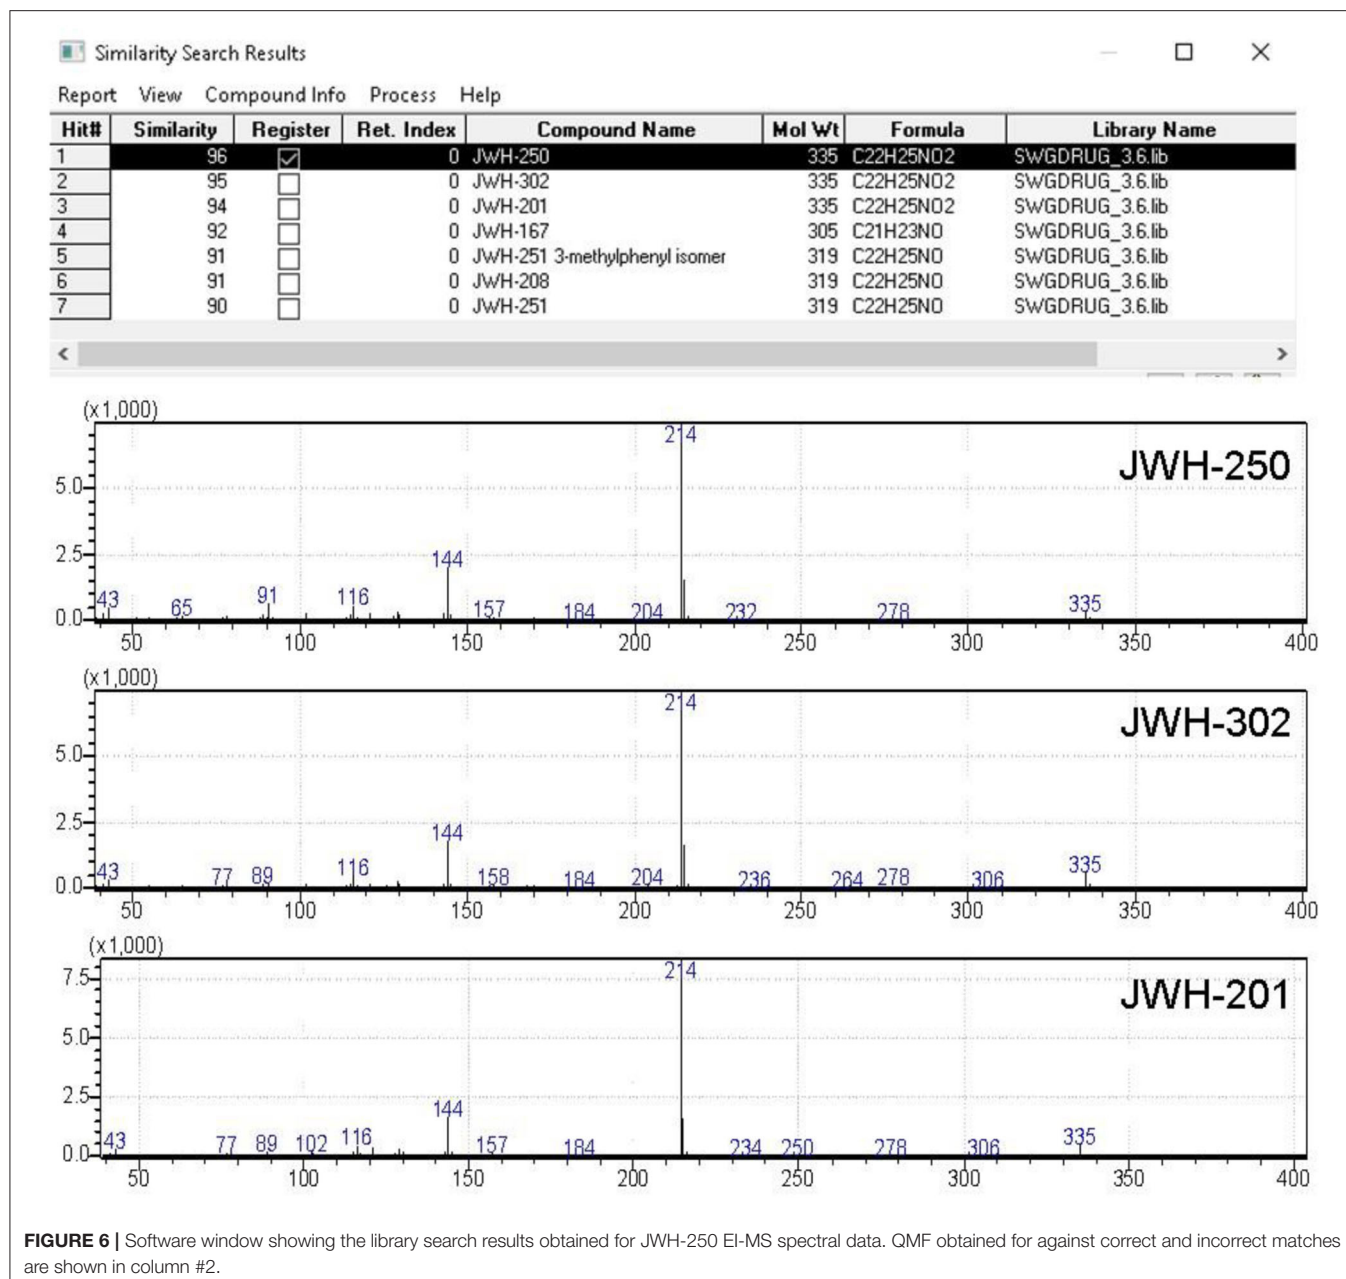 Similarity Search Results
Report View Compound Info Process Help
Hit# Similarity Register Ret. Index Compound Name Mol Wt Formula Library Name
1 96 0 JWH-250 335 C22H25NO2 SWGDRUG_3.6.lib
2 95 0 JWH-302 335 C22H25NO2 SWGDRUG_3.6.lib
3 94 0 JWH-201 335 C22H25NO2 SWGDRUG_3.6.lib
4 92 0 JWH-167 305 C21H23NO SWGDRUG_3.6.lib
5 91 0 JWH-251 3-methylphenyl isomer 319 C22H25NO SWGDRUG_3.6.lib
6 91 0 JWH-208 319 C22H25NO SWGDRUG_3.6.lib
7 90 0 JWH-251 319 C22H25NO SWGDRUG_3.6.lib
(x1,000)
214
JWH-250
5.0
2.5
144
43 65 91 116 157 184 204 232 278 335
0.0
50 100 150 200 250 300 350 400
(x1,000)
214
JWH-302
5.0
2.5
144
43 77 89 116 158 184 204 236 264 278 306 335
0.0
50 100 150 200 250 300 350 400
(x1,000)
7.5
214
JWH-201
5.0
2.5
144
43 77 89 102 116 157 184 234 250 278 306 335
0.0
50 100 150 200 250 300 350 400
FIGURE 6 | Software window showing the library search results obtained for JWH-250 EI-MS spectral data. QMF obtained for against correct and incorrect matches
are shown in column #2.